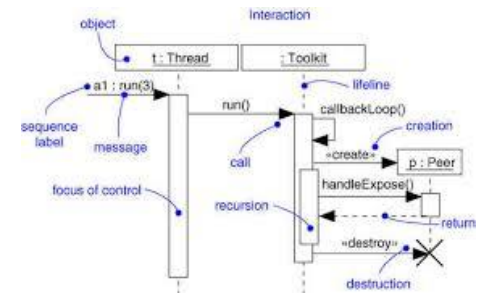 Interaction
object
t : Thread
: Toolkit
lifeline
a1 : run(3)
run()
callbackLoop()
sequence
label
message
call
creation
«create»
p : Peer
focus of control
handleExpose()
recursion
return
«destroy»
destruction